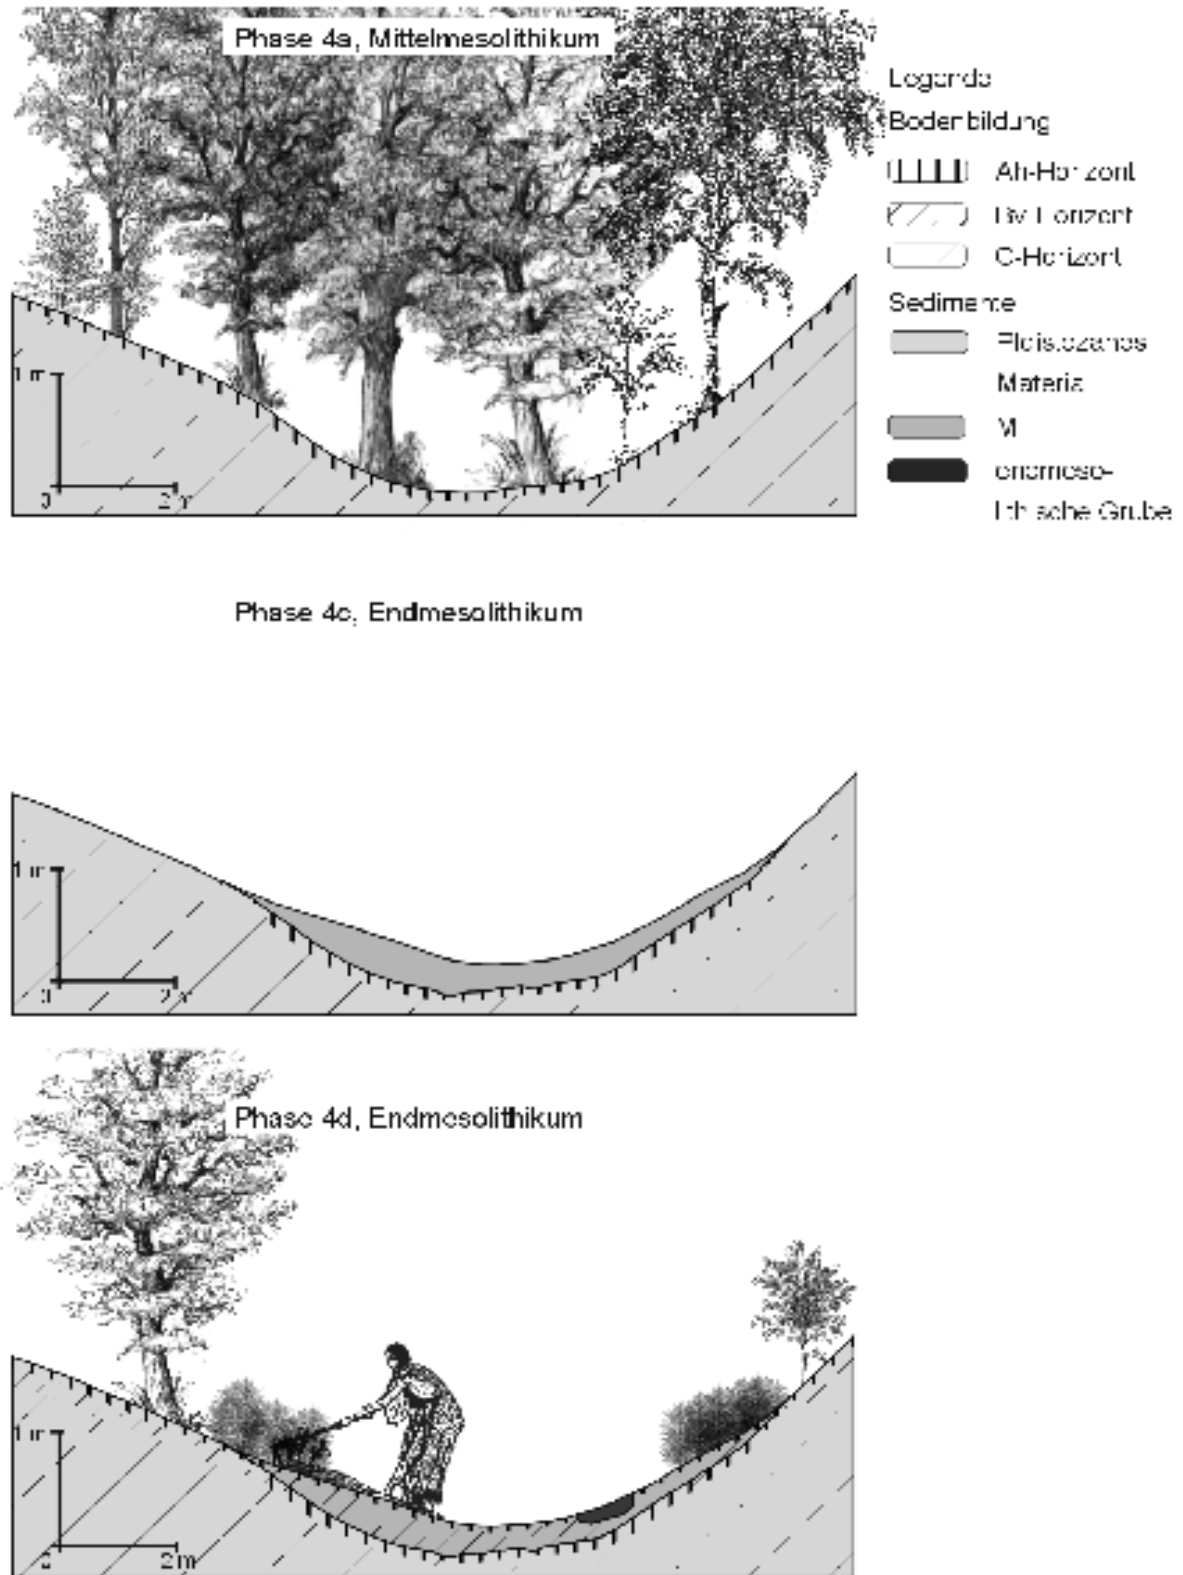 Phase 4a, Mittelmesolithikum
Legende
Bodenbildung
Ah-Horizont
Bv-Horizont
C-Horizont
Sedimente
Pleistozänes
Material
M
endmeso-
lithische Grube
1 m
0 2 m
Phase 4c, Endmesolithikum
1 m
0 2 m
Phase 4d, Endmesolithikum
1 m
0 2 m